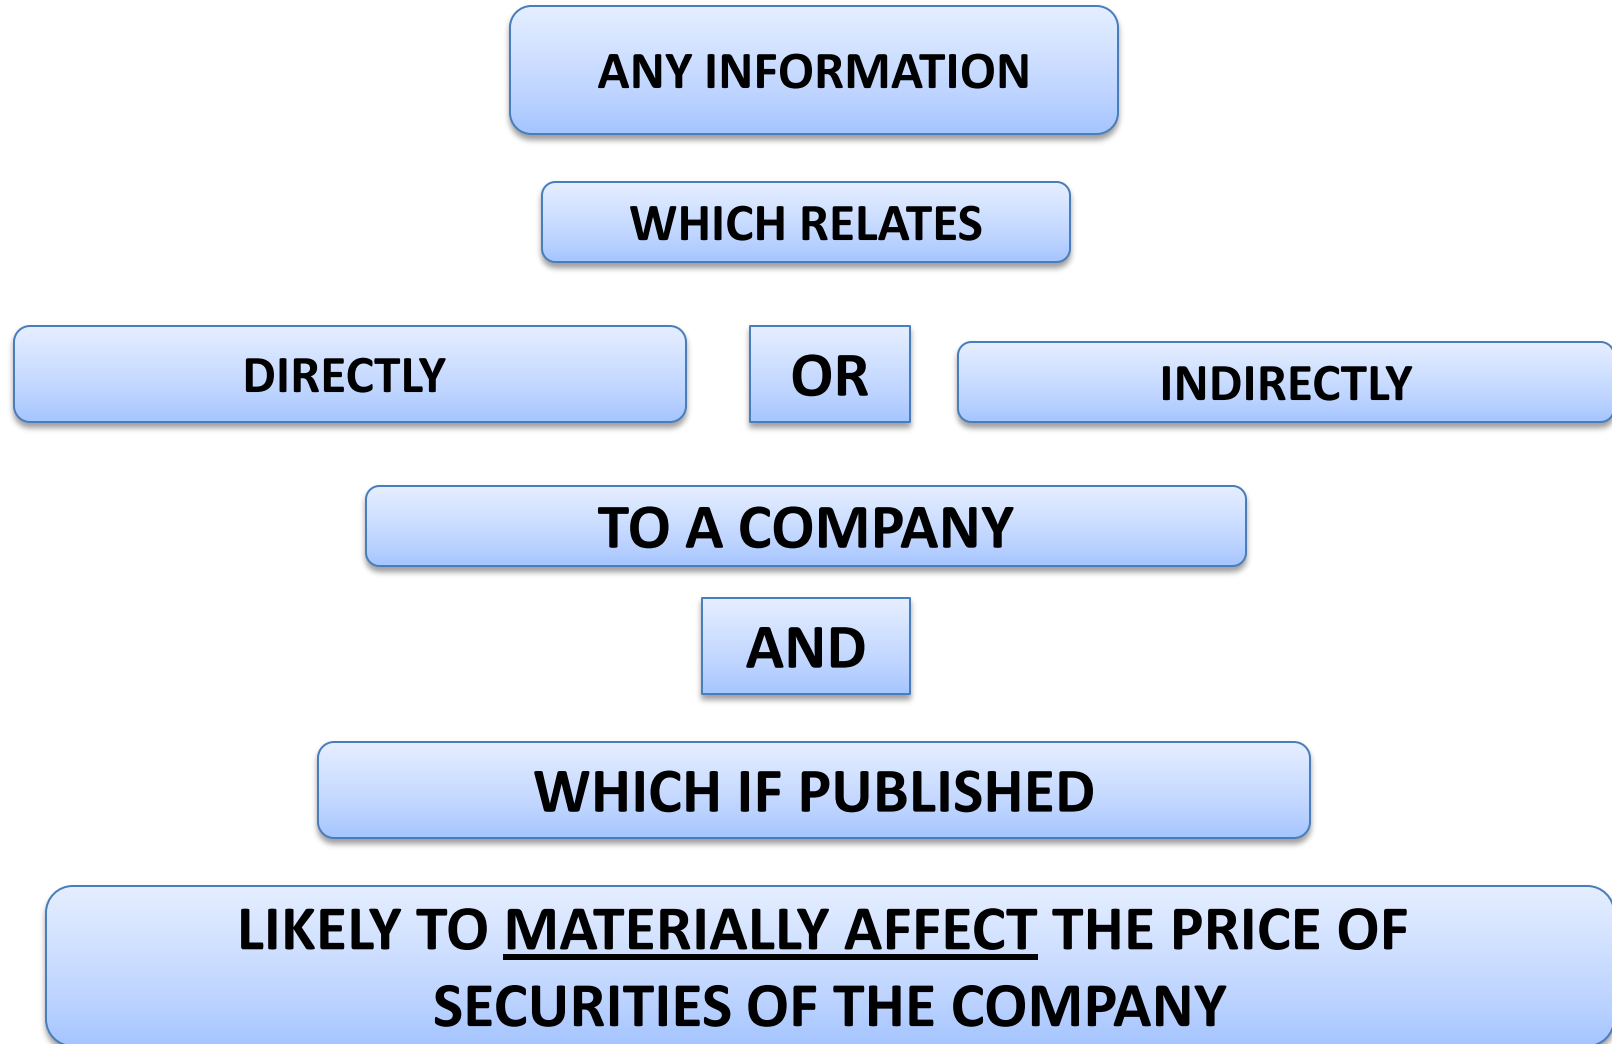 ANY INFORMATION
WHICH RELATES
DIRECTLY
OR
INDIRECTLY
TO A COMPANY
AND
WHICH IF PUBLISHED
LIKELY TO MATERIALLY AFFECT THE PRICE OF
SECURITIES OF THE COMPANY